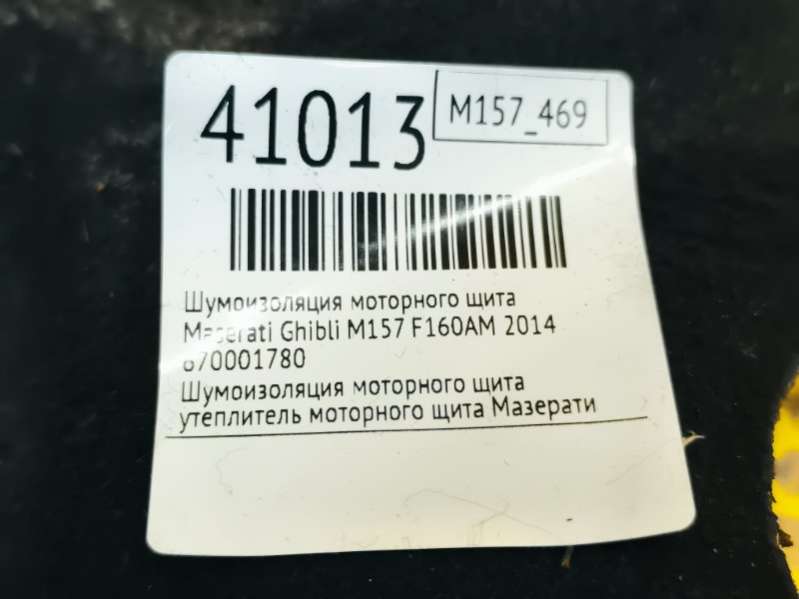 41013
M157_469
Шумоизоляция моторного щита
Maserati Ghibli M157 F160AM 2014
670001780
Шумоизоляция моторного щита
утеплитель моторного щита Мазерати